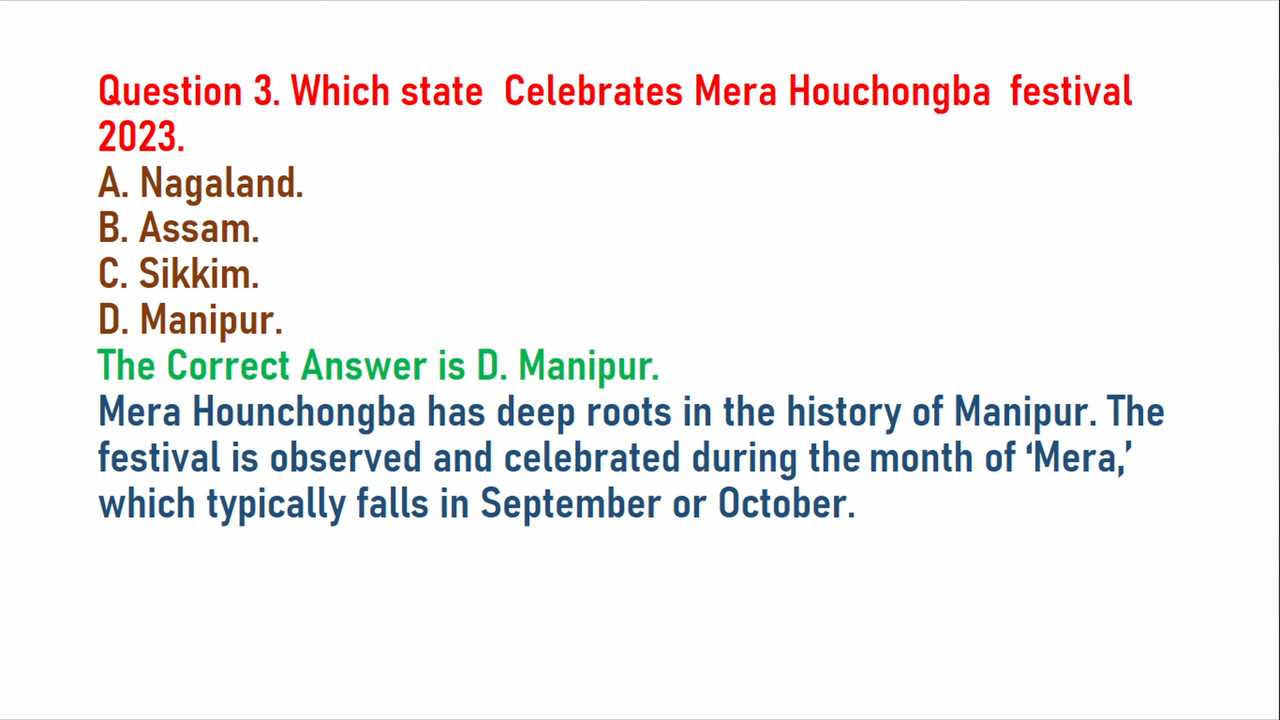 Question 3. Which state Celebrates Mera Houchongba festival
2023.
A. Nagaland.
B. Assam.
C. Sikkim.
D. Manipur.
The Correct Answer is D. Manipur.
Mera Hounchongba has deep roots in the history of Manipur. The
festival is observed and celebrated during the month of ‘Mera,’
which typically falls in September or October.